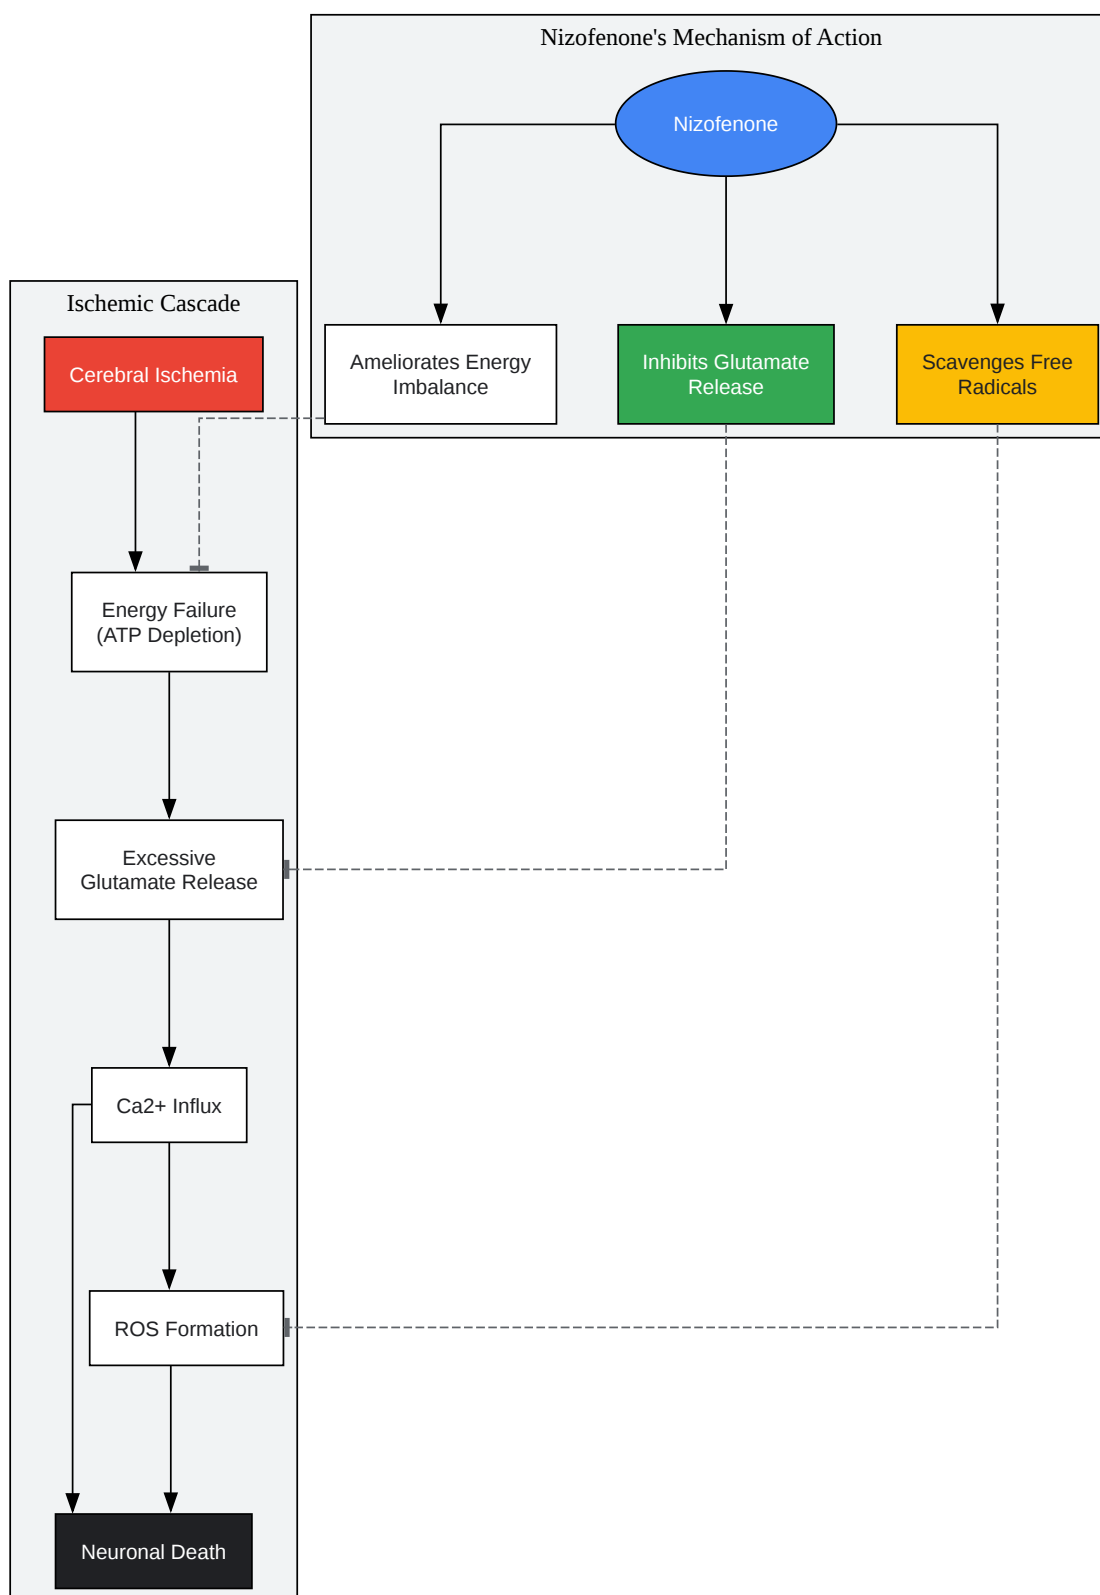 Nizofenone's Mechanism of Action
Nizofenone
Ischemic Cascade
Cerebral Ischemia
Ameliorates Energy
Imbalance
Inhibits Glutamate
Release
Scavenges Free
Radicals
Energy Failure
(ATP Depletion)
Excessive
Glutamate Release
Ca2+ Influx
ROS Formation
Neuronal Death